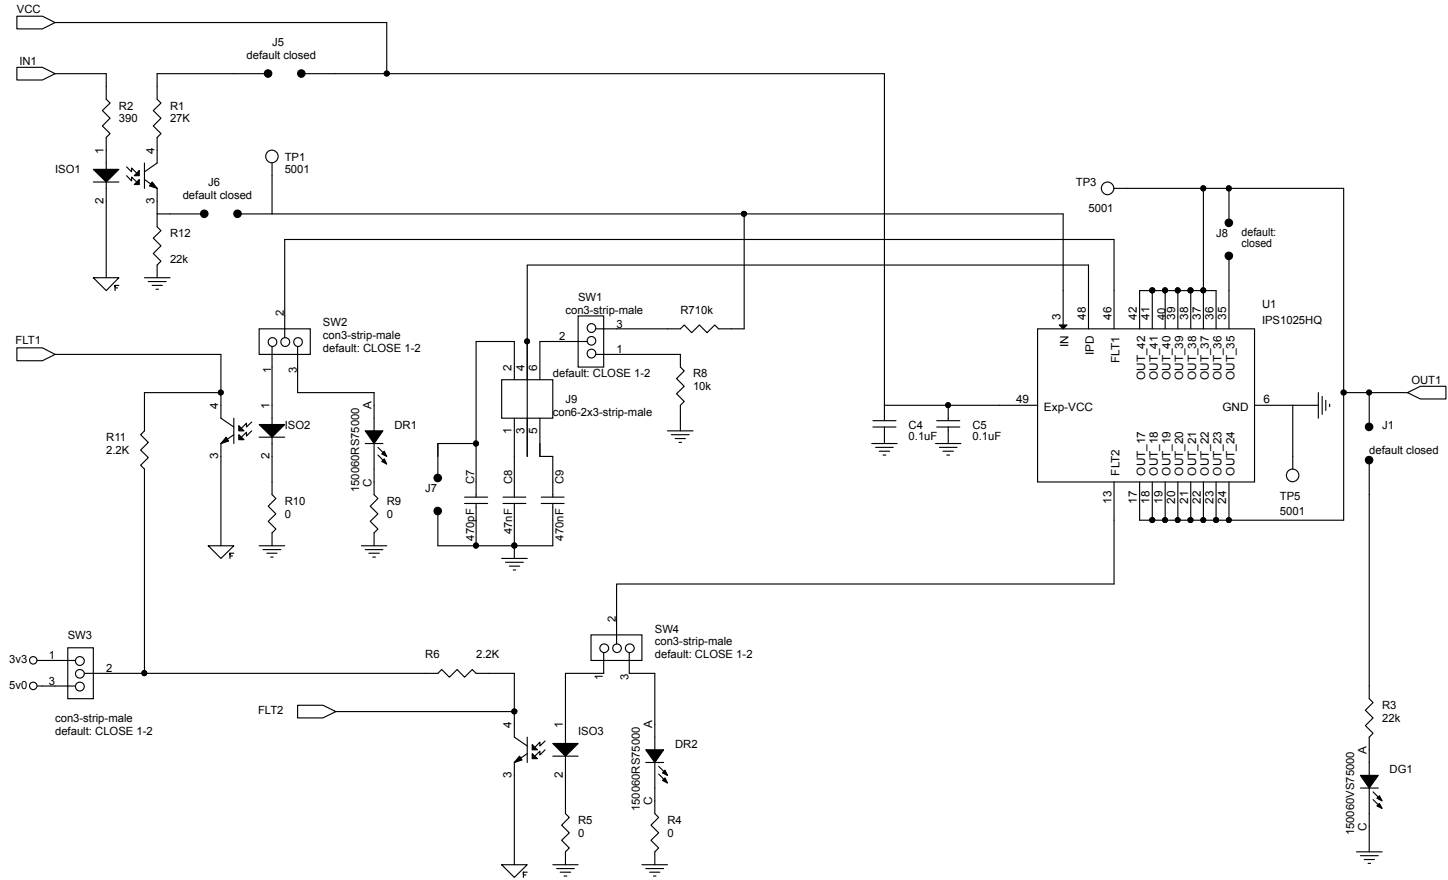 VCC
J5
default closed
IN1
R2
390
R1
27K
1
4
TP1
5001
ISO1
J6
default closed
2
3
R12
22k
F
TP3
5001
J8
default:
closed
U1
IPS1025HQ
3
48
46
42
41
40
39
38
37
36
35
IN
IPD
FLT1
OUT_42
OUT_41
OUT_40
OUT_39
OUT_38
OUT_37
OUT_36
OUT_35
49
Exp-VCC
GND
6
FLT2
OUT_17
OUT_18
OUT_19
OUT_20
OUT_21
OUT_22
OUT_23
OUT_24
13
17
18
19
20
21
22
23
24
TP5
5001
OUT1
J1
default closed
C4
0.1uF
C5
0.1uF
SW1
con3-strip-male
3
2
1
default: CLOSE 1-2
R710k
R8
10k
2
4
6
J9
con6-2x3-strip-male
1
3
5
J7
C7
470pF
C8
47nF
C9
470nF
2
SW2
con3-strip-male
default: CLOSE 1-2
1
3
FLT1
4
3
F
R11
2.2K
1
ISO2
2
R10
0
150060RS75000
A
DR1
C
R9
0
SW3
3v3
1
2
5v0
3
con3-strip-male
default: CLOSE 1-2
R6
2.2K
FLT2
4
3
F
2
SW4
con3-strip-male
default: CLOSE 1-2
1
3
1
ISO3
2
R5
0
150060RS75000
A
DR2
C
R4
0
R3
22k
150060VS75000
A
DG1
C